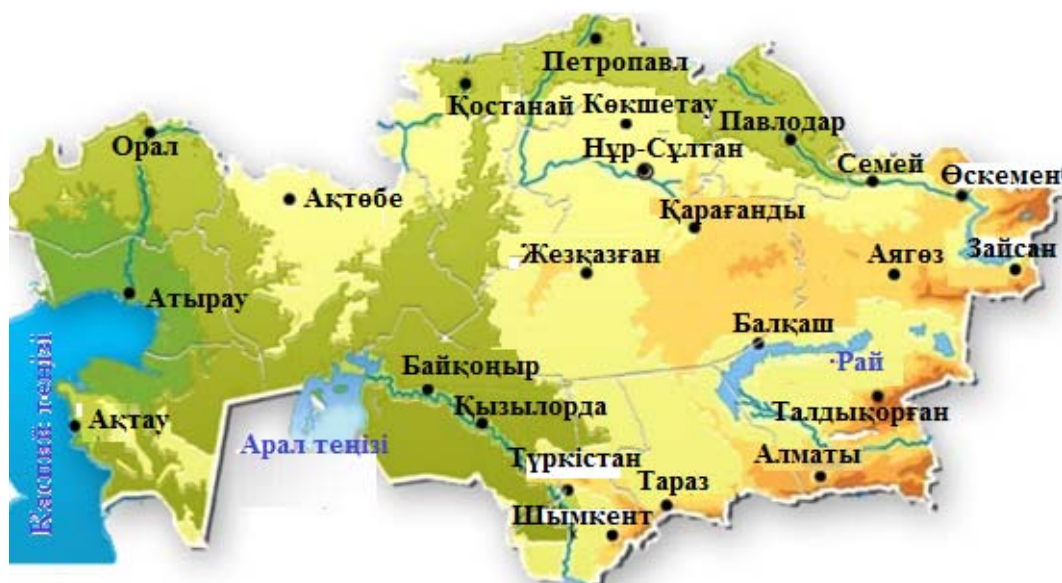 Петропавл
Қостанай
Көкшетау
Павлодар
Орал
Нұр-Сұлтан
Семей
Өскемен
Ақтөбе
Қарағанды
Жезқазған
Аягөз
Зайсан
Атырау
Балқаш
Байқоңыр
Рай
Қызылорда
Талдықорған
Ақтау
Арал теңізі
Түркістан
Алматы
Тараз
Шымкент
Каспий теңізі